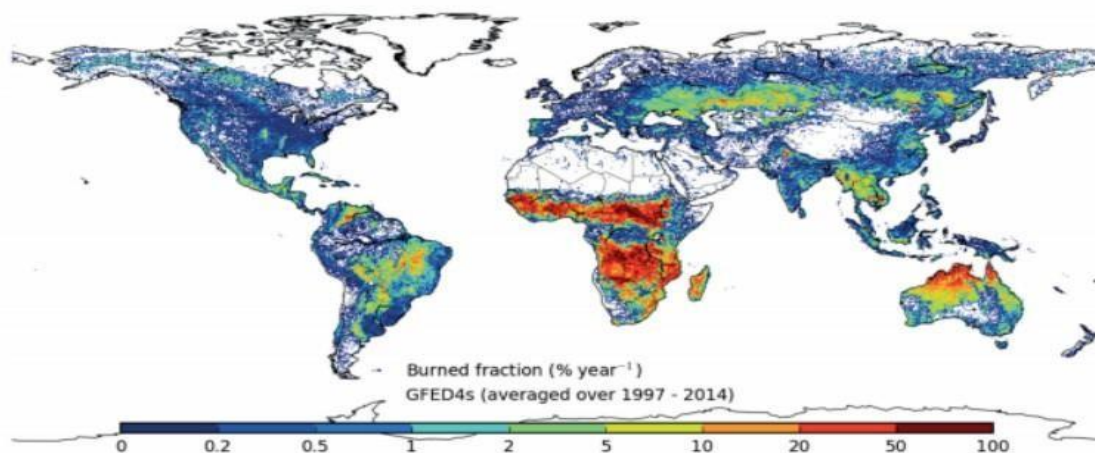 Burned fraction (% year⁻¹)
GFED4s (averaged over 1997 - 2014)
0 0.2 0.5 1 2 5 10 20 50 100